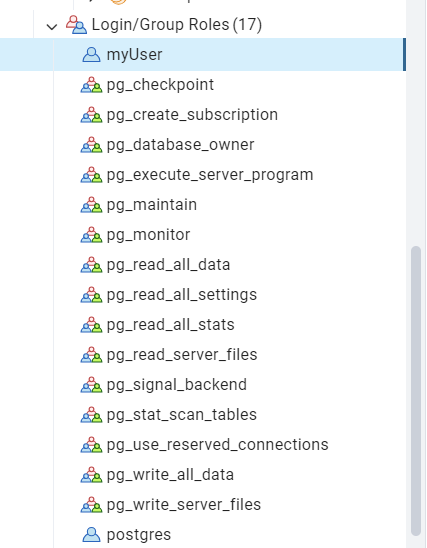 Login/Group Roles (17)
myUser
pg_checkpoint
pg_create_subscription
pg_database_owner
pg_execute_server_program
pg_maintain
pg_monitor
pg_read_all_data
pg_read_all_settings
pg_read_all_stats
pg_read_server_files
pg_signal_backend
pg_stat_scan_tables
pg_use_reserved_connections
pg_write_all_data
pg_write_server_files
postgres